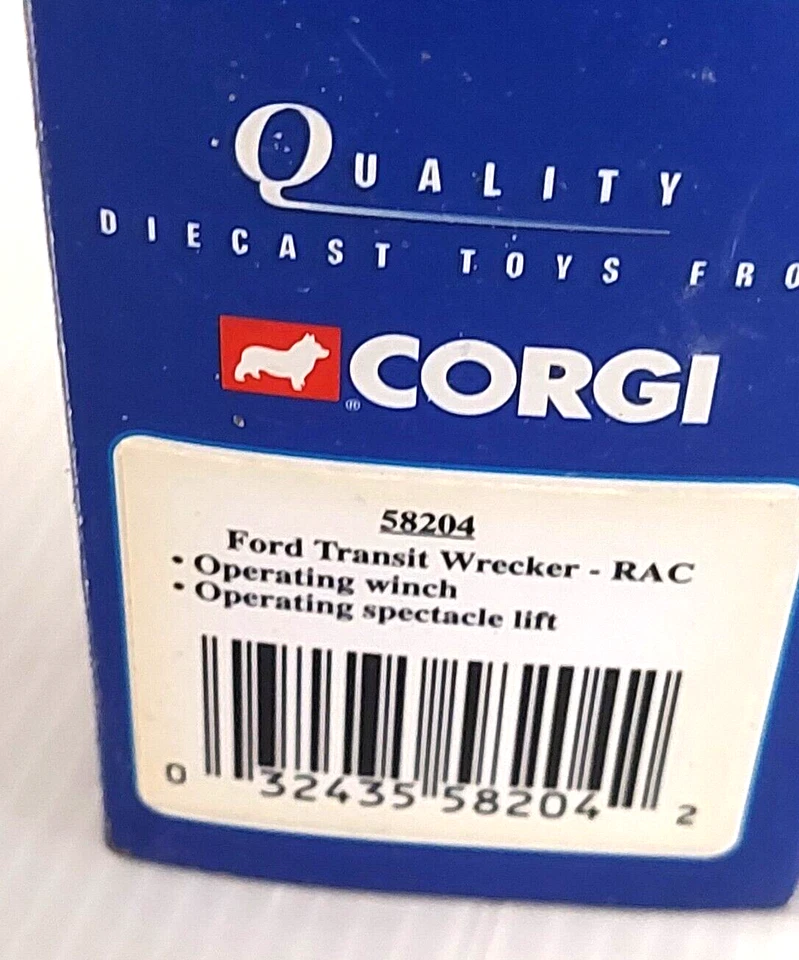 QUALITY
DIECAST TOYS FRO
® CORGI
58204
Ford Transit Wrecker - RAC
• Operating winch
• Operating spectacle lift
0 32435 58204 2